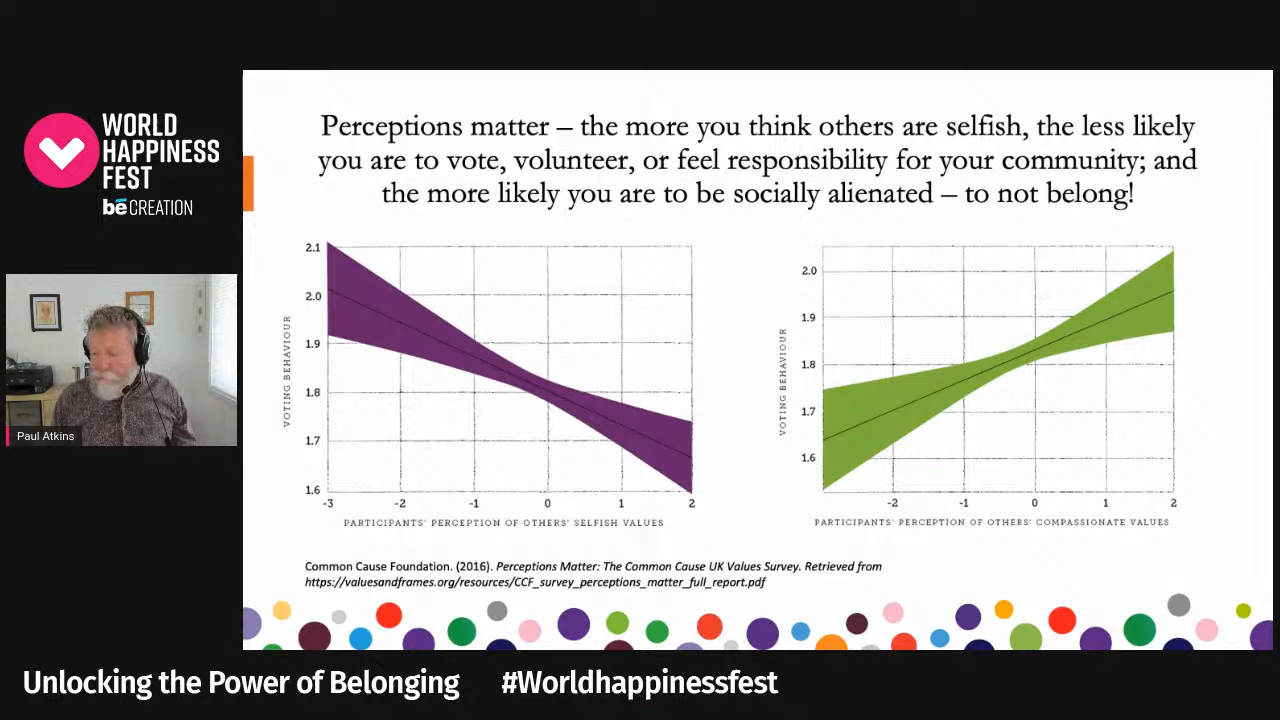 WORLD
HAPPINESS
FEST
bē CREATION
Paul Atkins
Perceptions matter – the more you think others are selfish, the less likely
you are to vote, volunteer, or feel responsibility for your community; and
the more likely you are to be socially alienated – to not belong!
VOTING BEHAVIOUR
2.1
2.0
1.9
1.8
1.7
1.6
-3 -2 -1 0 1 2
PARTICIPANTS' PERCEPTION OF OTHERS' SELFISH VALUES
VOTING BEHAVIOUR
2.0
1.9
1.8
1.7
1.6
-2 -1 0 1 2
PARTICIPANTS' PERCEPTION OF OTHERS' COMPASSIONATE VALUES
Common Cause Foundation. (2016). Perceptions Matter: The Common Cause UK Values Survey. Retrieved from
https://valuesandframes.org/resources/CCF_survey_perceptions_matter_full_report.pdf
Unlocking the Power of Belonging #Worldhappinessfest